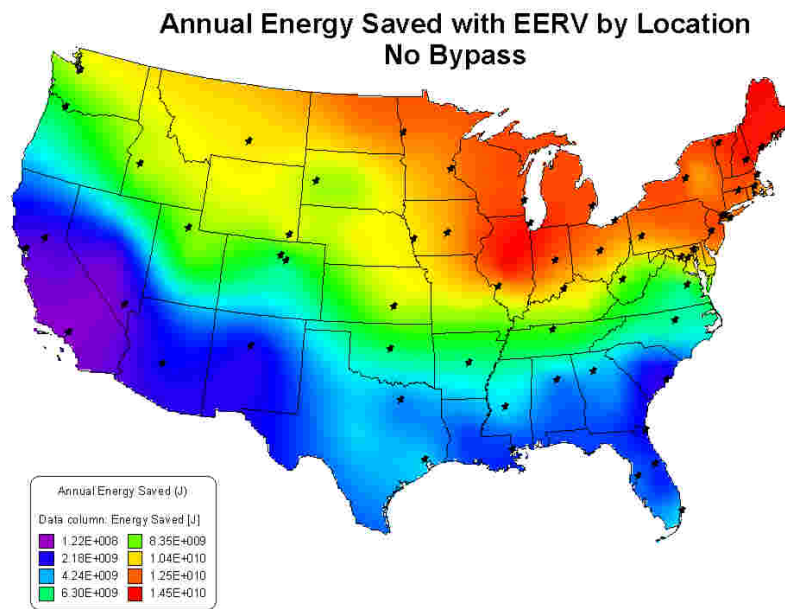 Annual Energy Saved with EERV by Location
No Bypass
Annual Energy Saved (J)
Data column: Energy Saved [J]
1.22E+008 8.35E+009
2.18E+009 1.04E+010
4.24E+009 1.25E+010
6.30E+009 1.45E+010